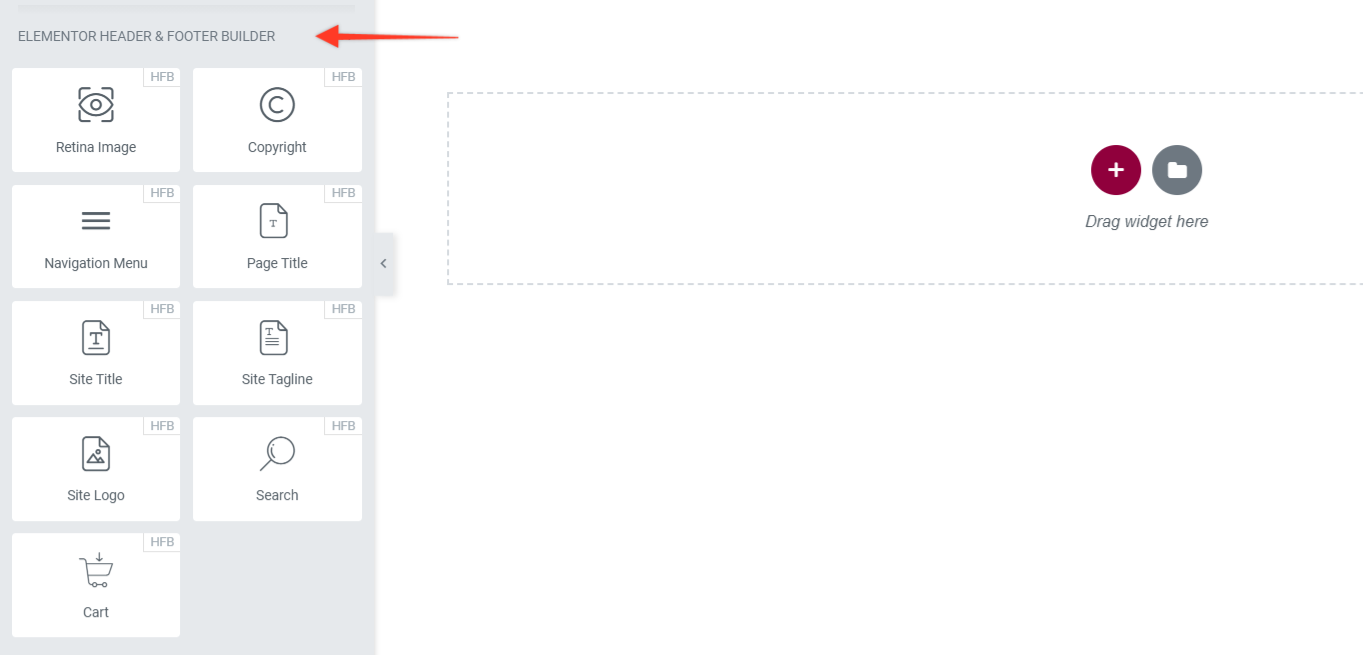 ELEMENTOR HEADER & FOOTER BUILDER
HFB
Retina Image
HFB
Copyright
HFB
Navigation Menu
HFB
Page Title
HFB
Site Title
HFB
Site Tagline
HFB
Site Logo
HFB
Search
HFB
Cart
Drag widget here